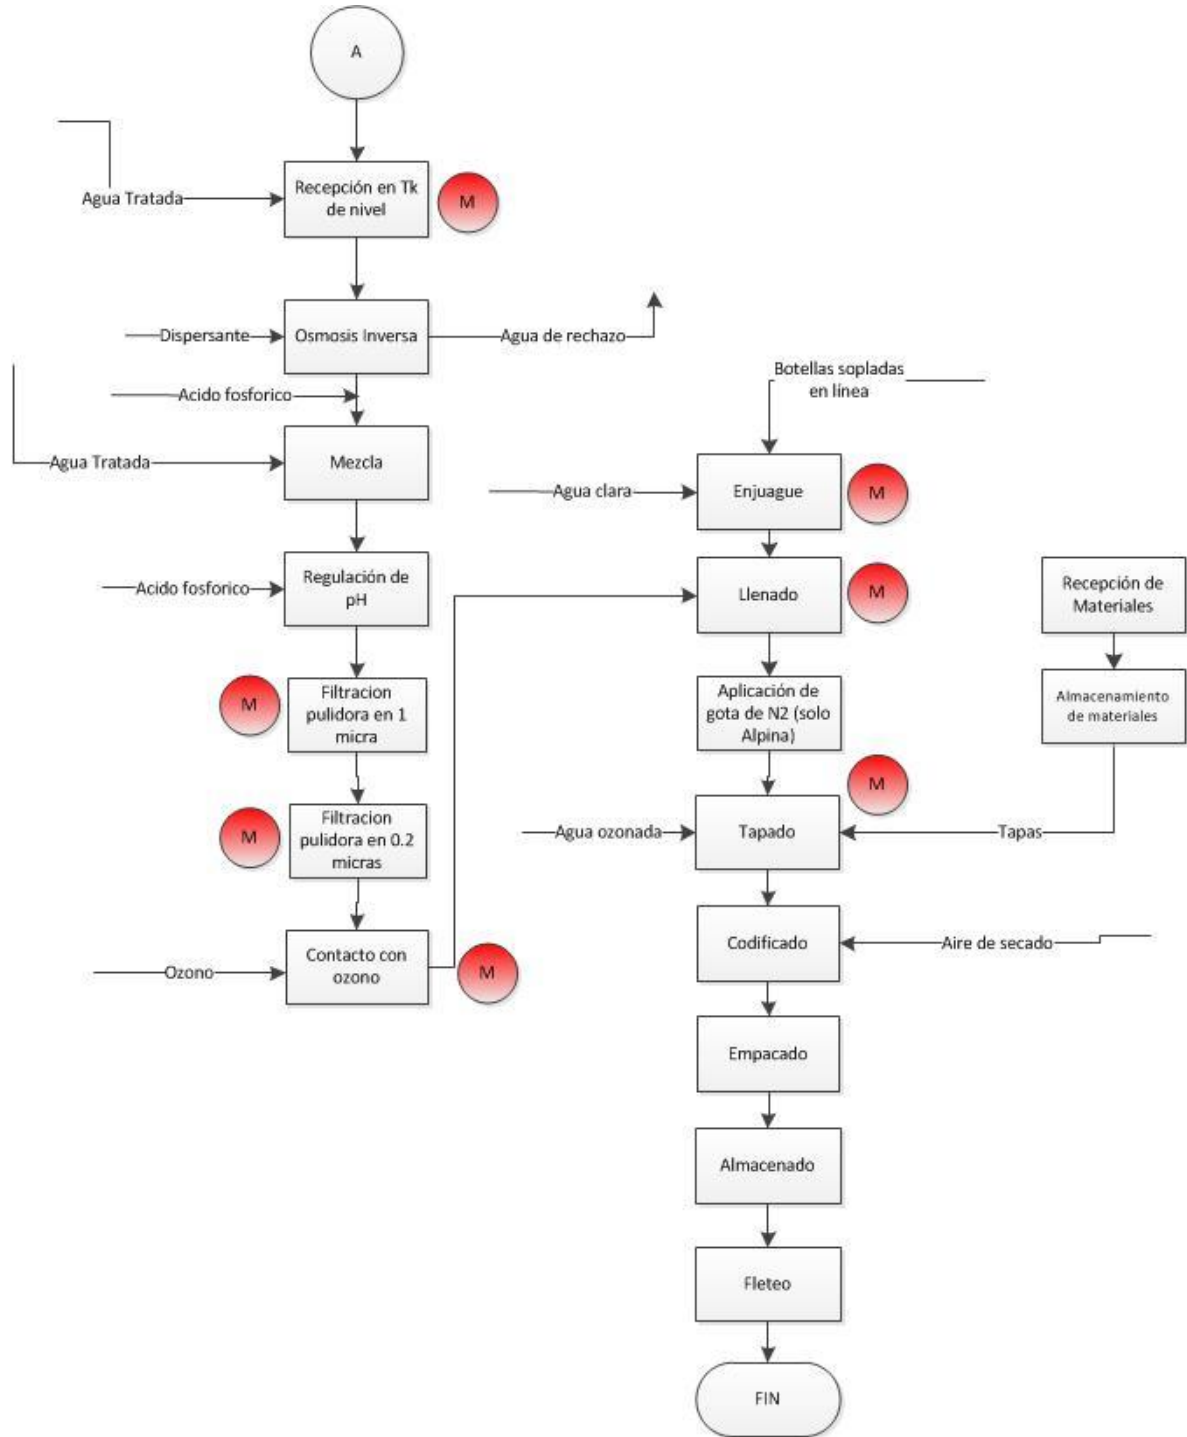 A
Agua Tratada
Recepción en Tk
de nivel
M
Dispersante
Osmosis Inversa
Agua de rechazo
Acido fosforico
Agua Tratada
Mezcla
Acido fosforico
Regulación de
pH
M
Filtracion
pulidora en 1
micra
M
Filtracion
pulidora en 0.2
micras
Ozono
Contacto con
ozono
M
Botellas sopladas
en línea
Agua clara
Enjuague
M
Llenado
M
Aplicación de
gota de N2 (solo
Alpina)
M
Agua ozonada
Tapado
Tapas
Recepción de
Materiales
Almacenamiento
de materiales
Codificado
Aire de secado
Empacado
Almacenado
Fleteo
FIN